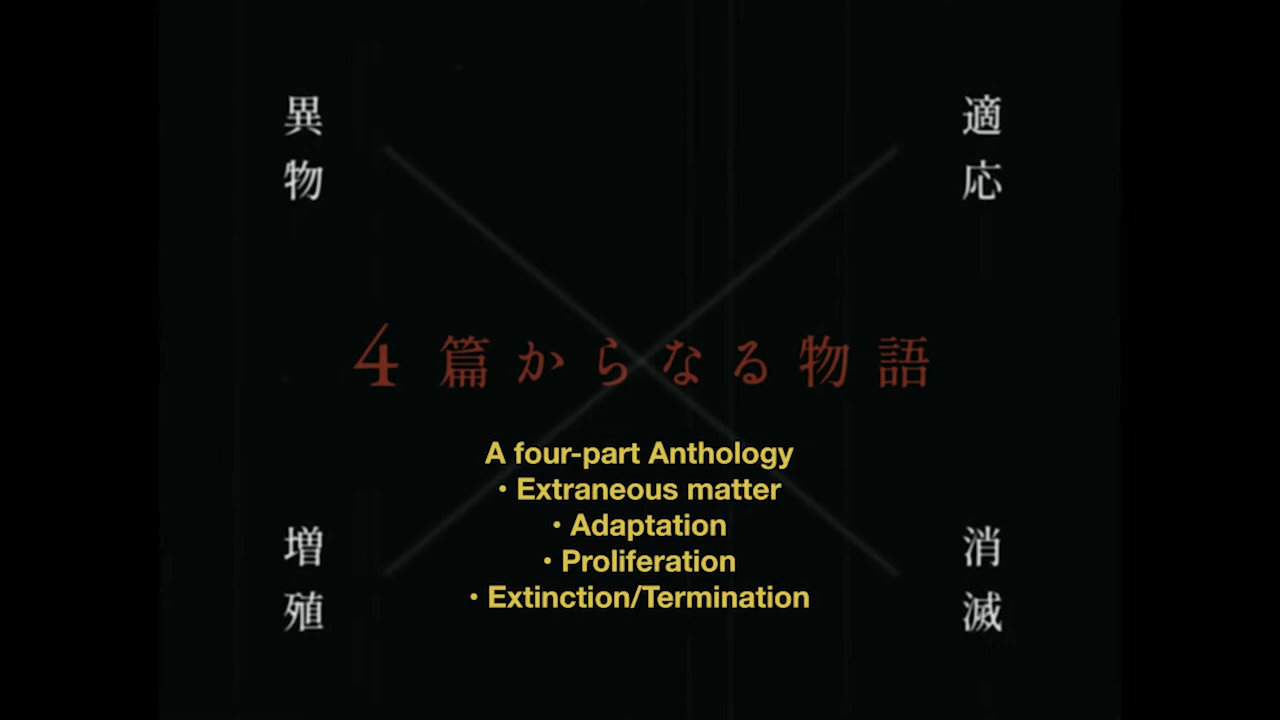 異物
適応
4篇からなる物語
A four-part Anthology
• Extraneous matter
• Adaptation
• Proliferation
• Extinction/Termination
増殖
消滅